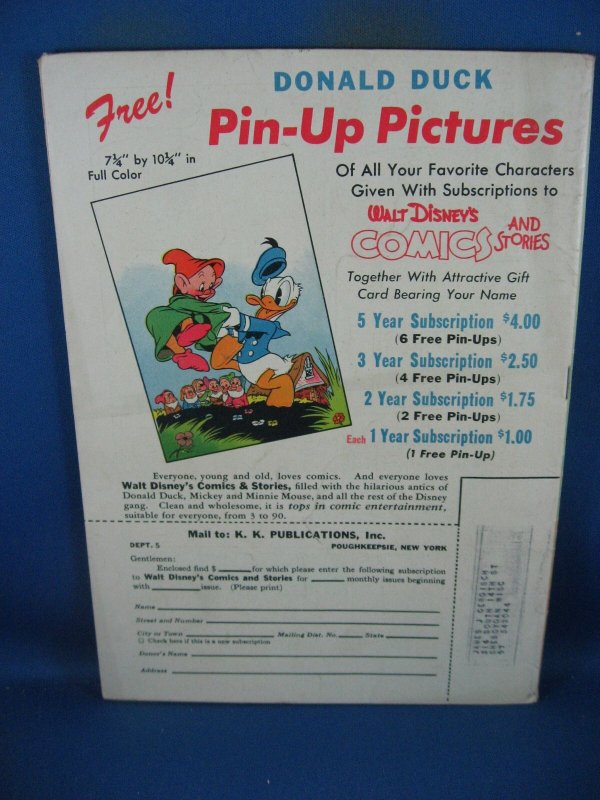 Free!
DONALD DUCK
Pin-Up Pictures
7¼" by 10¼" in
Full Color
Of All Your Favorite Characters
Given With Subscriptions to
WALT DISNEY'S
COMICS AND STORIES
Together With Attractive Gift
Card Bearing Your Name
5 Year Subscription $4.00
(6 Free Pin-Ups)
3 Year Subscription $2.50
(4 Free Pin-Ups)
2 Year Subscription $1.75
(2 Free Pin-Ups)
Each 1 Year Subscription $1.00
(1 Free Pin-Up)
Everyone, young and old, loves comics. And everyone loves
Walt Disney's Comics & Stories, filled with the hilarious antics of
Donald Duck, Mickey and Minnie Mouse, and all the rest of the Disney
gang. Clean and wholesome, it is tops in comic entertainment,
suitable for everyone, from 3 to 90.
Mail to: K. K. PUBLICATIONS, Inc.
DEPT. 5 POUGHKEEPSIE, NEW YORK
Gentlemen:
Enclosed find $ for which please enter the following subscription
to Walt Disney's Comics and Stories for monthly issues beginning
with issue. (Please print)
Name
Street and Number
City or Town Mailing Dist. No. State
Check here if this is a new subscription
Donor's Name
Address